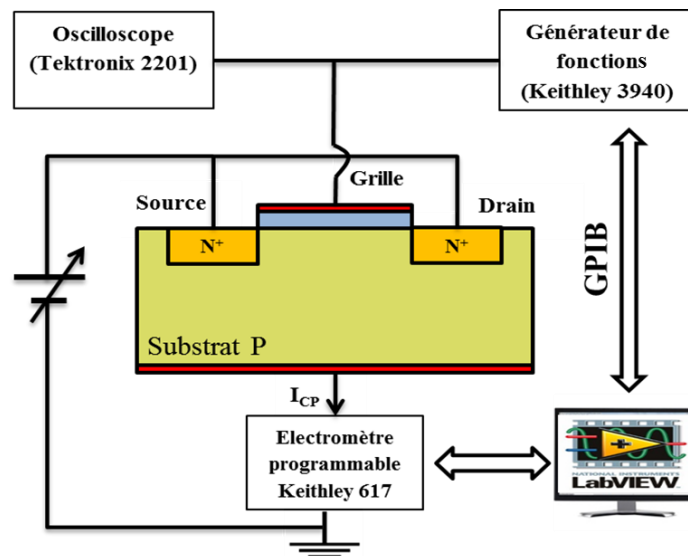 Oscilloscope
(Tektronix 2201)
Générateur de
fonctions
(Keithley 3940)
Grille
Source
Drain
N⁺
N⁺
GPIB
Substrat P
I_CP
Electromètre
programmable
Keithley 617
NATIONAL INSTRUMENTS
LabVIEW